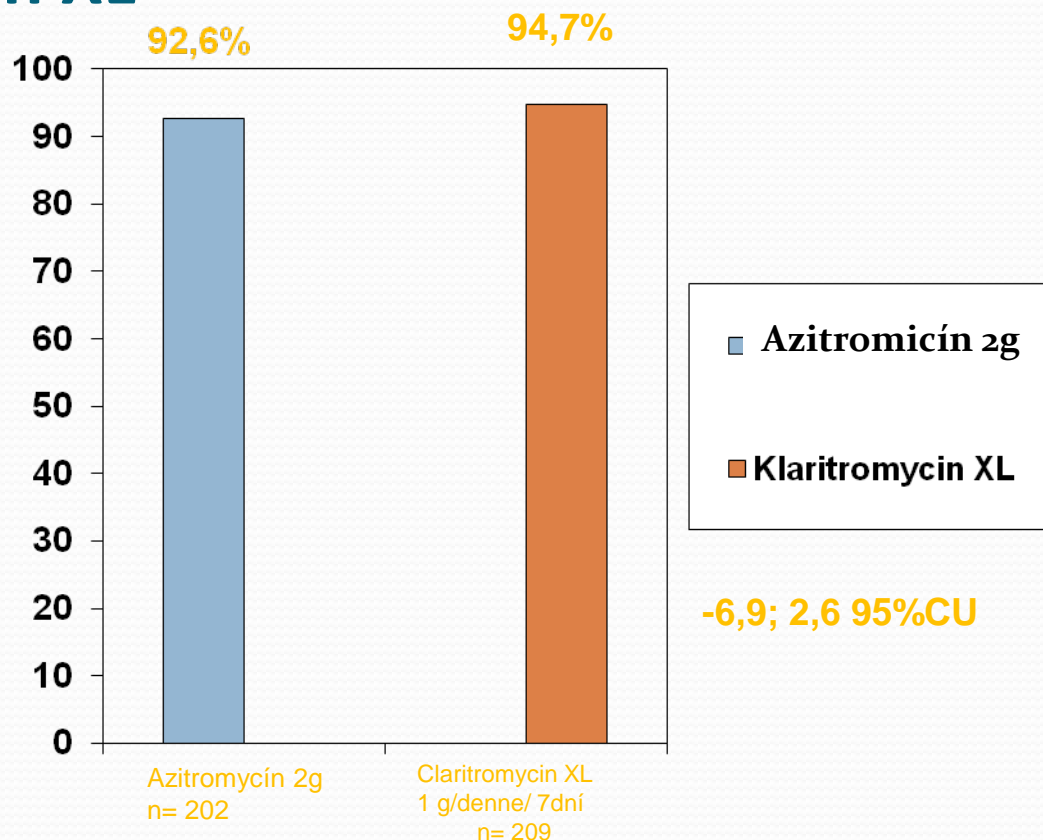 92,6%
94,7%
100
90
80
70
60
50
40
30
20
10
0
Azitromicín 2g
Klaritromycin XL
-6,9; 2,6 95%CU
Azitromycín 2g
n= 202
Claritromycin XL
1 g/denne/ 7dní
n= 209